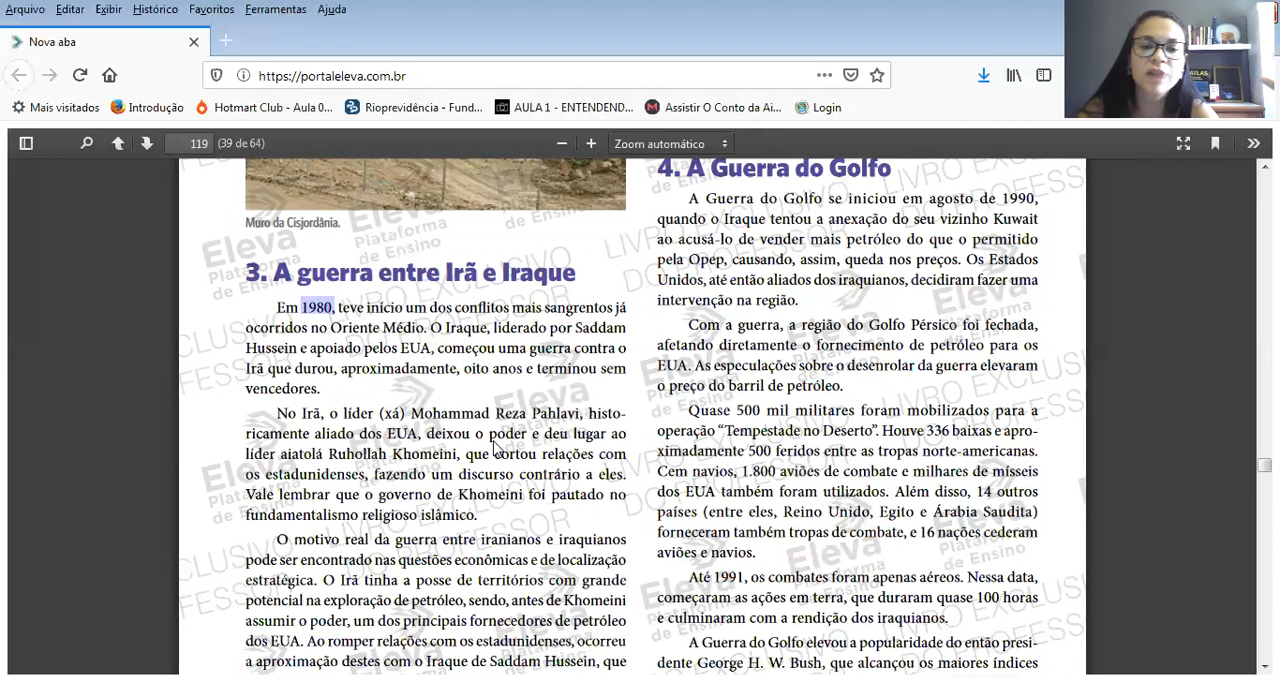 Arquivo Editar Exibir Histórico Favoritos Ferramentas Ajuda
Nova aba
https://portaleleva.com.br
Mais visitados Introdução Hotmart Club - Aula 0... Rioprevidência - Fund... AULA 1 - ENTENDEND... Assistir O Conto da Ai... Login
119 (39 de 64) Zoom automático
Muro da Cisjordânia.
3. A guerra entre Irã e Iraque
Em 1980, teve início um dos conflitos mais sangrentos já
ocorridos no Oriente Médio. O Iraque, liderado por Saddam
Hussein e apoiado pelos EUA, começou uma guerra contra o
Irã que durou, aproximadamente, oito anos e terminou sem
vencedores.
No Irã, o líder (xá) Mohammad Reza Pahlavi, histo-
ricamente aliado dos EUA, deixou o poder e deu lugar ao
líder aiatolá Ruhollah Khomeini, que cortou relações com
os estadunidenses, fazendo um discurso contrário a eles.
Vale lembrar que o governo de Khomeini foi pautado no
fundamentalismo religioso islâmico.
O motivo real da guerra entre iranianos e iraquianos
pode ser encontrado nas questões econômicas e de localização
estratégica. O Irã tinha a posse de territórios com grande
potencial na exploração de petróleo, sendo, antes de Khomeini
assumir o poder, um dos principais fornecedores de petróleo
dos EUA. Ao romper relações com os estadunidenses, ocorreu
a aproximação destes com o Iraque de Saddam Hussein, que
4. A Guerra do Golfo
A Guerra do Golfo se iniciou em agosto de 1990,
quando o Iraque tentou a anexação do seu vizinho Kuwait
ao acusá-lo de vender mais petróleo do que o permitido
pela Opep, causando, assim, queda nos preços. Os Estados
Unidos, até então aliados dos iraquianos, decidiram fazer uma
intervenção na região.
Com a guerra, a região do Golfo Pérsico foi fechada,
afetando diretamente o fornecimento de petróleo para os
EUA. As especulações sobre o desenrolar da guerra elevaram
o preço do barril de petróleo.
Quase 500 mil militares foram mobilizados para a
operação “Tempestade no Deserto”. Houve 336 baixas e apro-
ximadamente 500 feridos entre as tropas norte-americanas.
Cem navios, 1.800 aviões de combate e milhares de mísseis
dos EUA também foram utilizados. Além disso, 14 outros
países (entre eles, Reino Unido, Egito e Arábia Saudita)
forneceram também tropas de combate, e 16 nações cederam
aviões e navios.
Até 1991, os combates foram apenas aéreos. Nessa data,
começaram as ações em terra, que duraram quase 100 horas
e culminaram com a rendição dos iraquianos.
A Guerra do Golfo elevou a popularidade do então presi-
dente George H. W. Bush, que alcançou os maiores índices
Eleva
Plataforma
de Ensino
LIVRO EXCLUSIVO
DO PROFESSOR
ATLAS